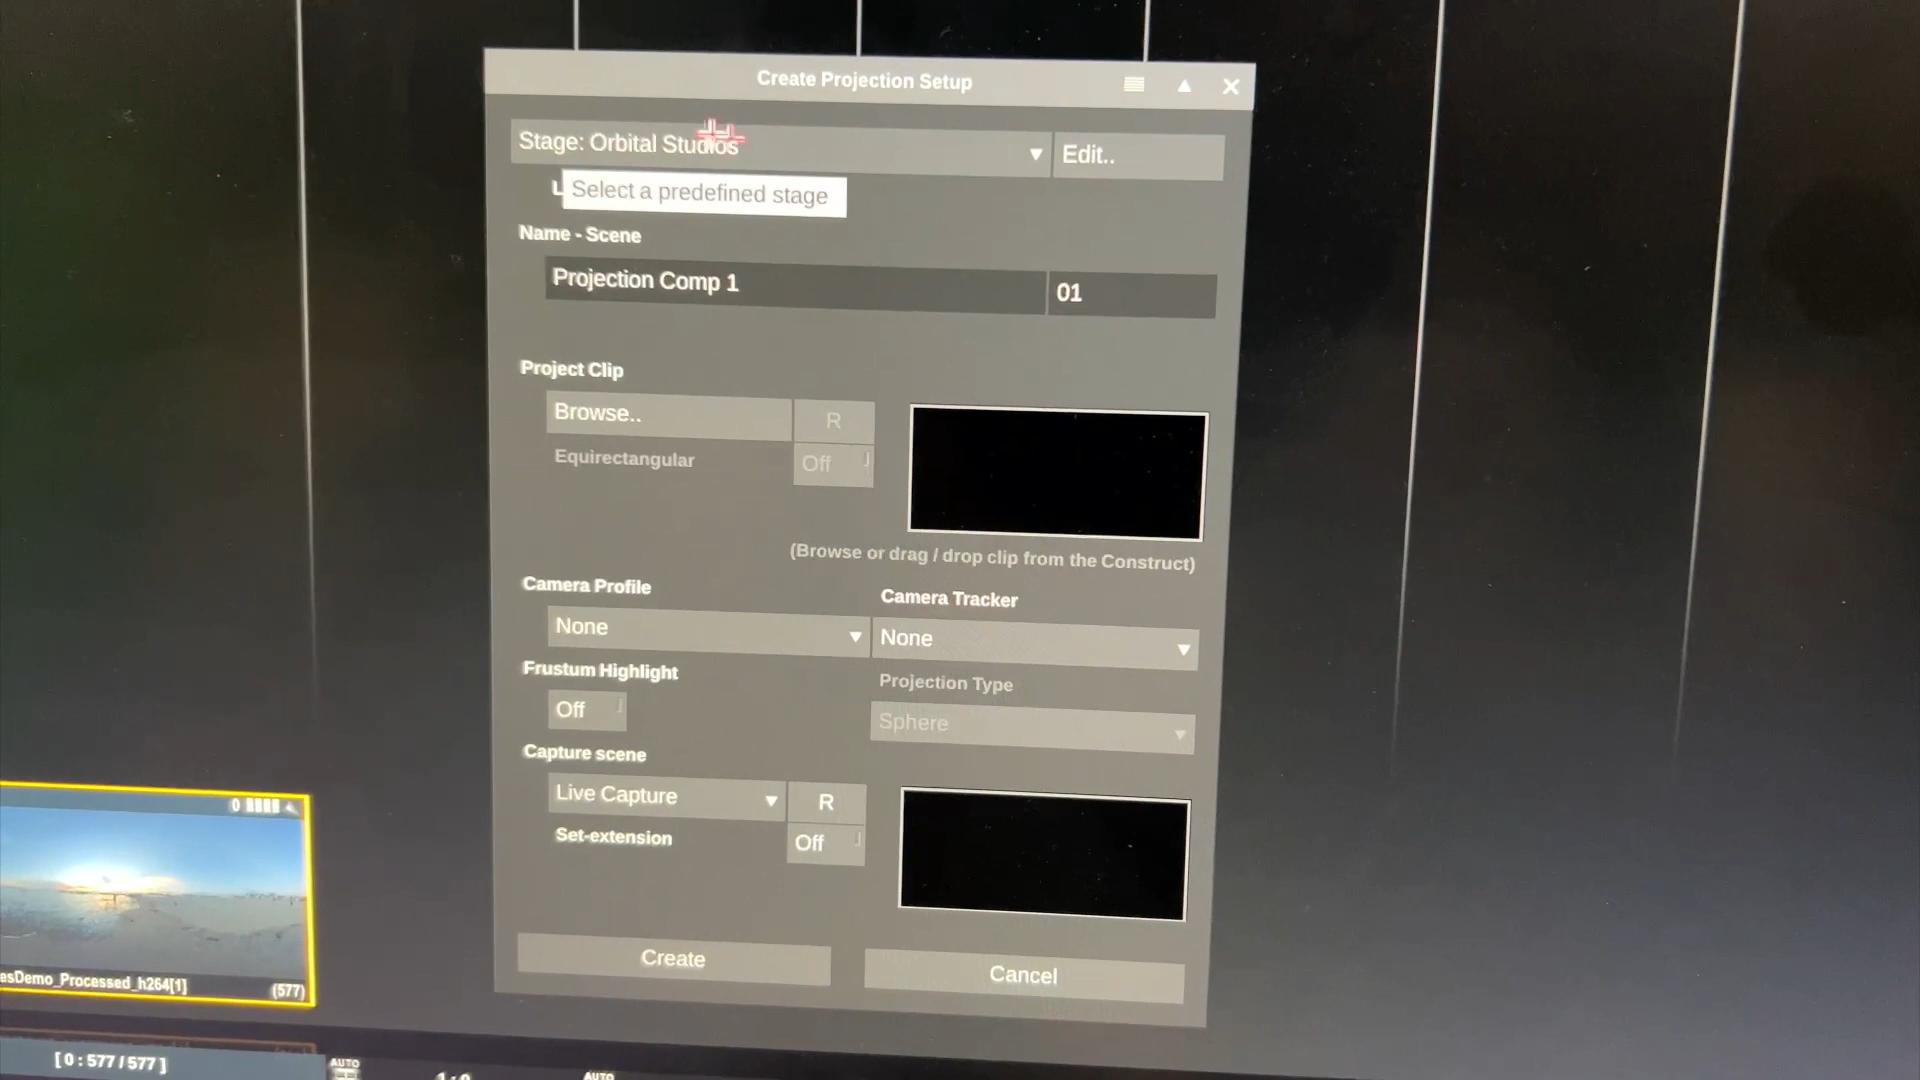 Create Projection Setup
Stage: Orbital Studios
Edit..
Select a predefined stage
Name - Scene
Projection Comp 1
01
Project Clip
Browse..
R
Equirectangular
Off
(Browse or drag / drop clip from the Construct)
Camera Profile
Camera Tracker
None
None
Frustum Highlight
Projection Type
Off
Sphere
Capture scene
Live Capture
R
Set-extension
Off
Create
Cancel
0
esDemo_Processed_h264[1]
(577)
[ 0 : 577 / 577 ]
AUTO
AUTO